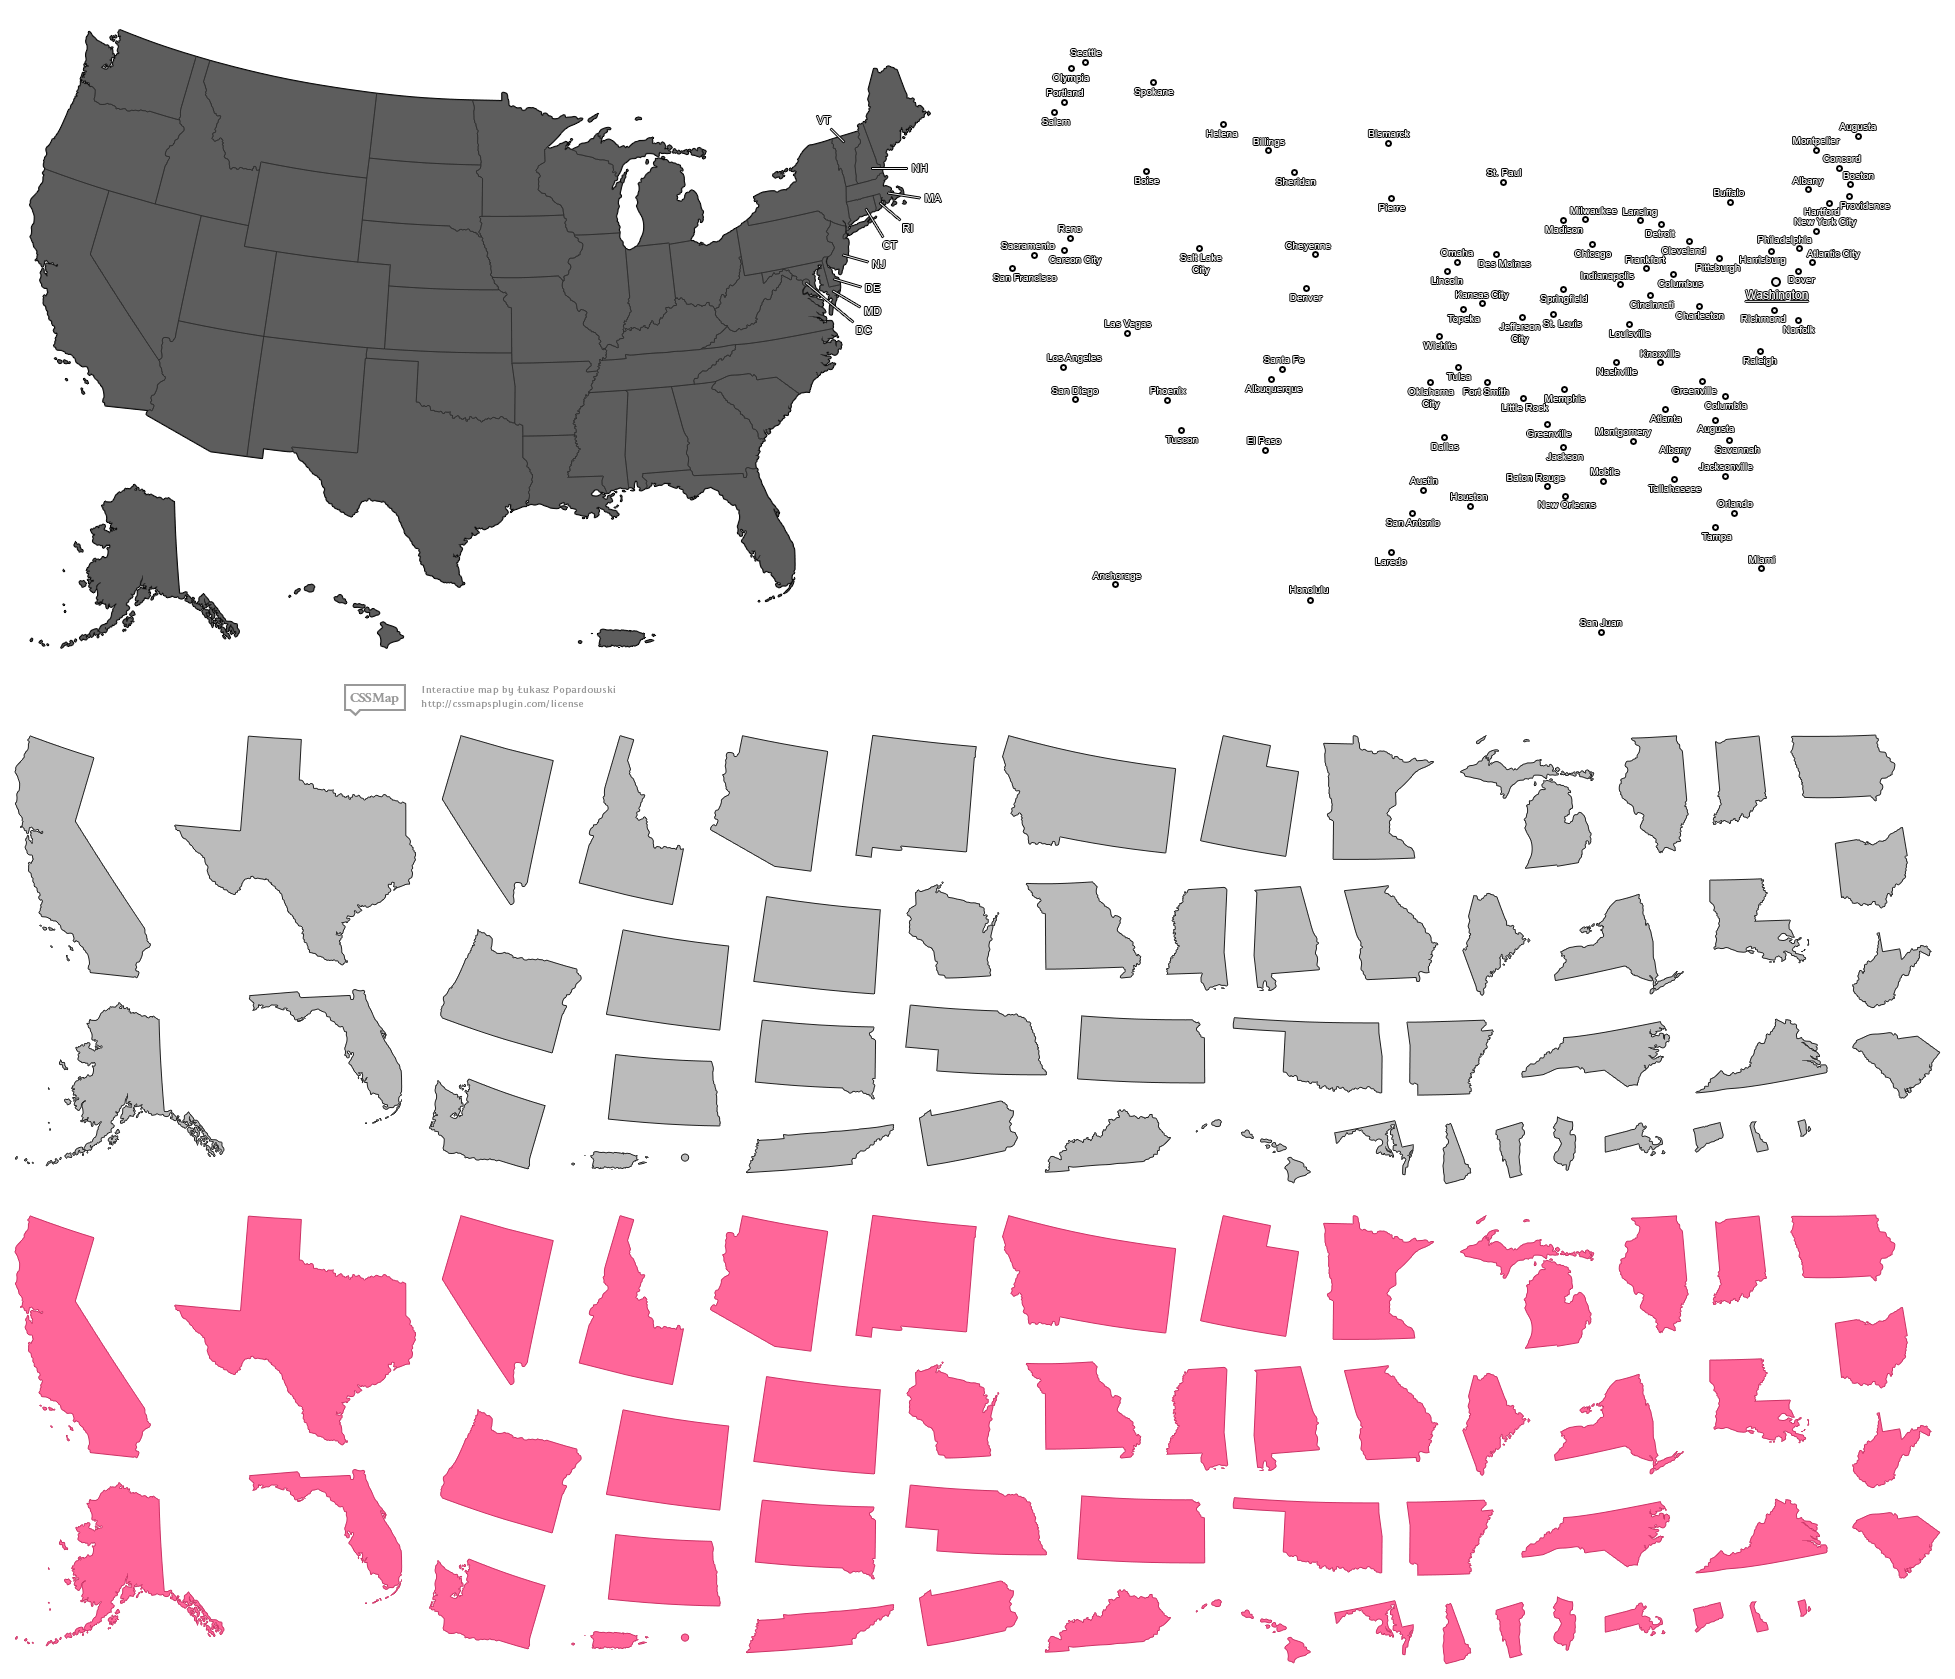 VT
NH
MA
RI
CT
NJ
DE
MD
DC
Seattle
Olympia
Portland
Salem
Spokane
Helena
Billings
Bismarck
Boise
Sheridan
St. Paul
Pierre
Augusta
Montpelier
Concord
Albany
Boston
Buffalo
Hartford
Providence
New York City
Milwaukee
Lansing
Madison
Detroit
Reno
Sacramento
Carson City
San Francisco
Salt Lake
City
Cheyenne
Omaha
Des Moines
Chicago
Cleveland
Philadelphia
Frankfort
Pittsburgh
Harrisburg
Atlantic City
Lincoln
Indianapolis
Columbus
Dover
Denver
Kansas City
Springfield
Cincinnati
Washington
Topeka
Jefferson
City
St. Louis
Charleston
Richmond
Norfolk
Las Vegas
Louisville
Wichita
Los Angeles
Santa Fe
Knoxville
Raleigh
Albuquerque
Tulsa
Nashville
San Diego
Phoenix
Oklahoma
City
Fort Smith
Memphis
Greenville
Little Rock
Columbia
Atlanta
Tuscon
El Paso
Dallas
Greenville
Montgomery
Augusta
Jackson
Albany
Savannah
Jacksonville
Austin
Houston
Baton Rouge
Mobile
Tallahassee
New Orleans
Orlando
San Antonio
Tampa
Laredo
Miami
Anchorage
Honolulu
San Juan
CSSMap
Interactive map by Łukasz Popardowski
http://cssmapsplugin.com/license